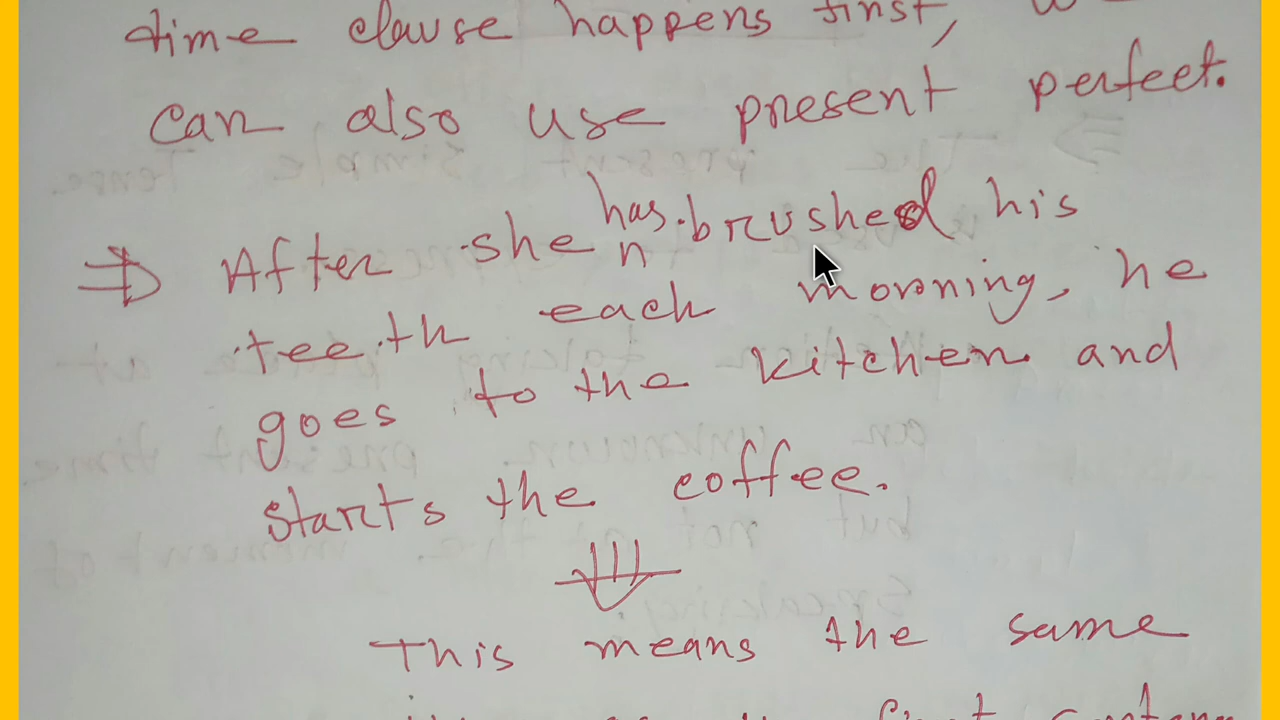 time clause happens first,
can also use present perfect.
⇒ After she has brushed his
teeth each morning, he
goes to the kitchen and
starts the coffee.
This means the same